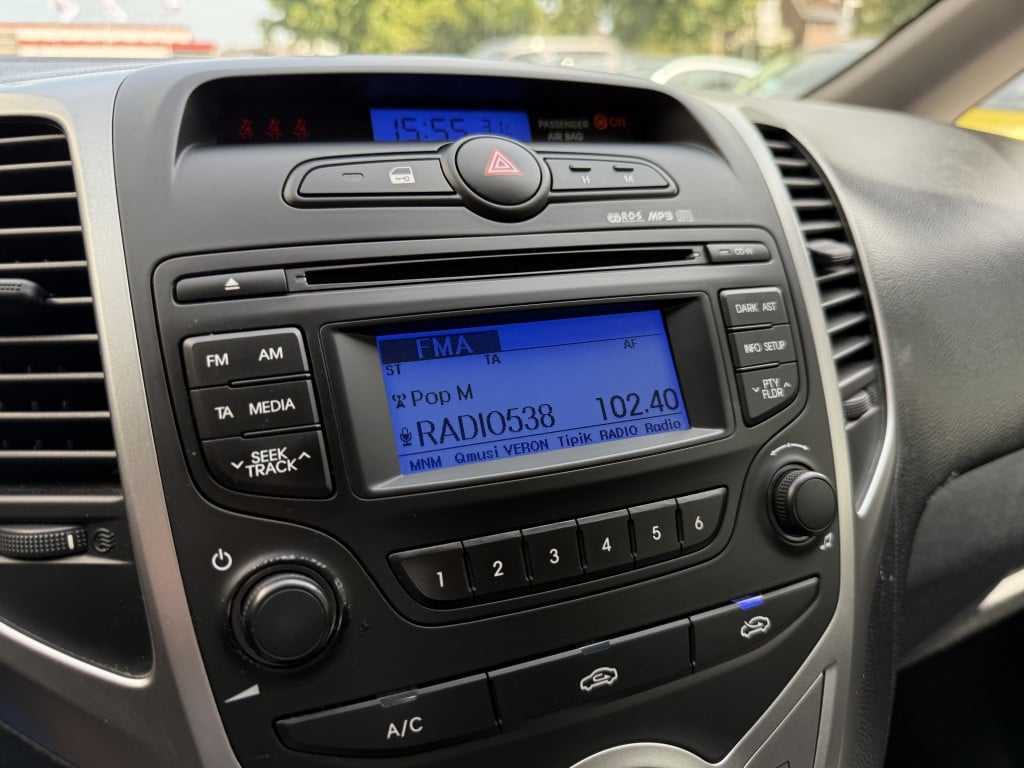 15:55
PASSENGER
AIR BAG
ON
H M
RDS MP3
CD-IN
FM AM
TA MEDIA
SEEK
TRACK
FMA
ST TA AF
Pop M
RADIO538 102.40
MNM Qmusi VERON Tipik RADIO Radio
DARK AST
INFO SETUP
PTY
FLDR
1 2 3 4 5 6
A/C